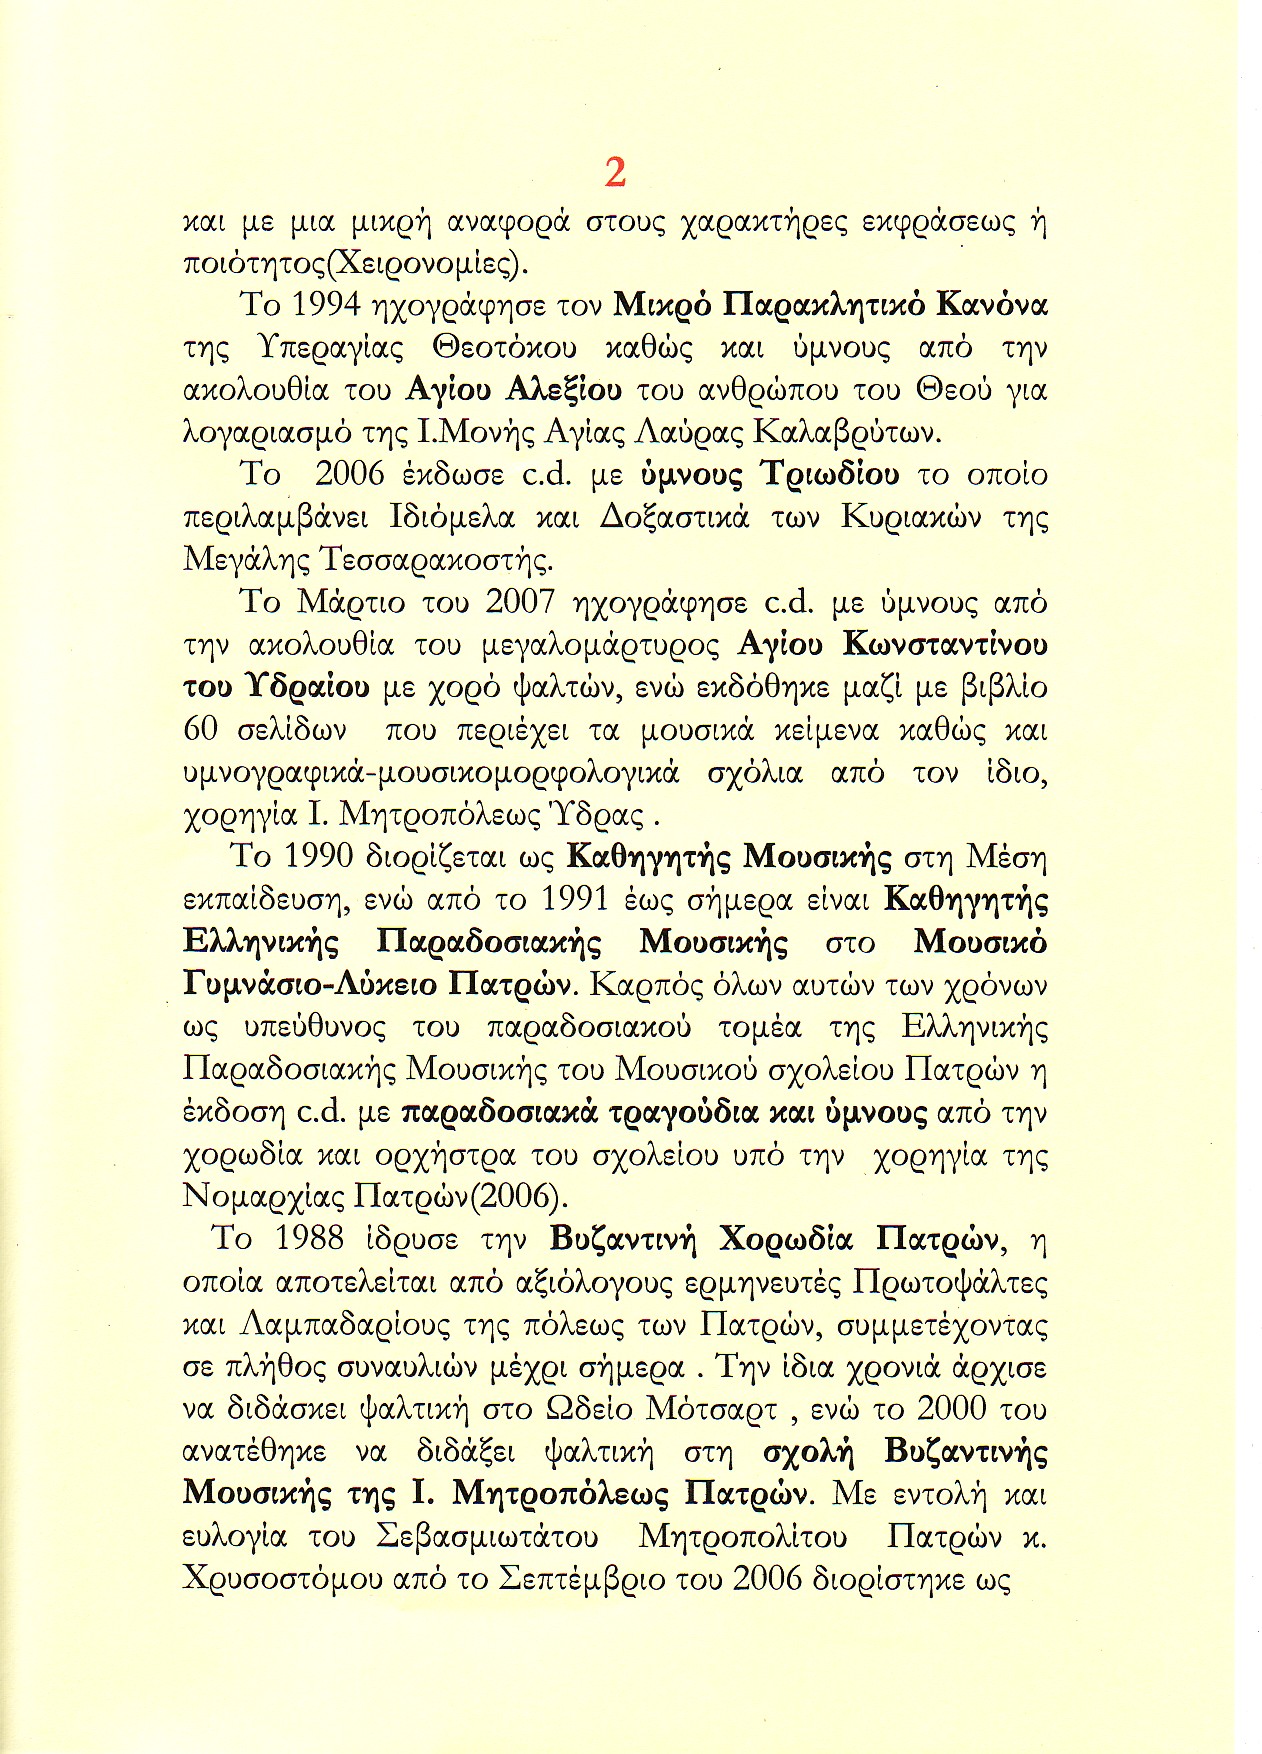 2
και με μια μικρή αναφορά στους χαρακτήρες εκφράσεως ή
ποιότητος(Χειρονομίες).
Το 1994 ηχογράφησε τον Μικρό Παρακλητικό Κανόνα
της Υπεραγίας Θεοτόκου καθώς και ύμνους από την
ακολουθία του Αγίου Αλεξίου του ανθρώπου του Θεού για
λογαριασμό της Ι.Μονής Αγίας Λαύρας Καλαβρύτων.
Το 2006 έκδωσε c.d. με ύμνους Τριωδίου το οποίο
περιλαμβάνει Ιδιόμελα και Δοξαστικά των Κυριακών της
Μεγάλης Τεσσαρακοστής.
Το Μάρτιο του 2007 ηχογράφησε c.d. με ύμνους από
την ακολουθία του μεγαλομάρτυρος Αγίου Κωνσταντίνου
του Υδραίου με χορό ψαλτών, ενώ εκδόθηκε μαζί με βιβλίο
60 σελίδων που περιέχει τα μουσικά κείμενα καθώς και
υμνογραφικά-μουσικομορφολογικά σχόλια από τον ίδιο,
χορηγία Ι. Μητροπόλεως Ύδρας .
Το 1990 διορίζεται ως Καθηγητής Μουσικής στη Μέση
εκπαίδευση, ενώ από το 1991 έως σήμερα είναι Καθηγητής
Ελληνικής Παραδοσιακής Μουσικής στο Μουσικό
Γυμνάσιο-Λύκειο Πατρών. Καρπός όλων αυτών των χρόνων
ως υπεύθυνος του παραδοσιακού τομέα της Ελληνικής
Παραδοσιακής Μουσικής του Μουσικού σχολείου Πατρών η
έκδοση c.d. με παραδοσιακά τραγούδια και ύμνους από την
χορωδία και ορχήστρα του σχολείου υπό την χορηγία της
Νομαρχίας Πατρών(2006).
Το 1988 ίδρυσε την Βυζαντινή Χορωδία Πατρών, η
οποία αποτελείται από αξιόλογους ερμηνευτές Πρωτοψάλτες
και Λαμπαδαρίους της πόλεως των Πατρών, συμμετέχοντας
σε πλήθος συναυλιών μέχρι σήμερα . Την ίδια χρονιά άρχισε
να διδάσκει ψαλτική στο Ωδείο Μότσαρτ , ενώ το 2000 του
ανατέθηκε να διδάξει ψαλτική στη σχολή Βυζαντινής
Μουσικής της Ι. Μητροπόλεως Πατρών. Με εντολή και
ευλογία του Σεβασμιωτάτου Μητροπολίτου Πατρών κ.
Χρυσοστόμου από το Σεπτέμβριο του 2006 διορίστηκε ως